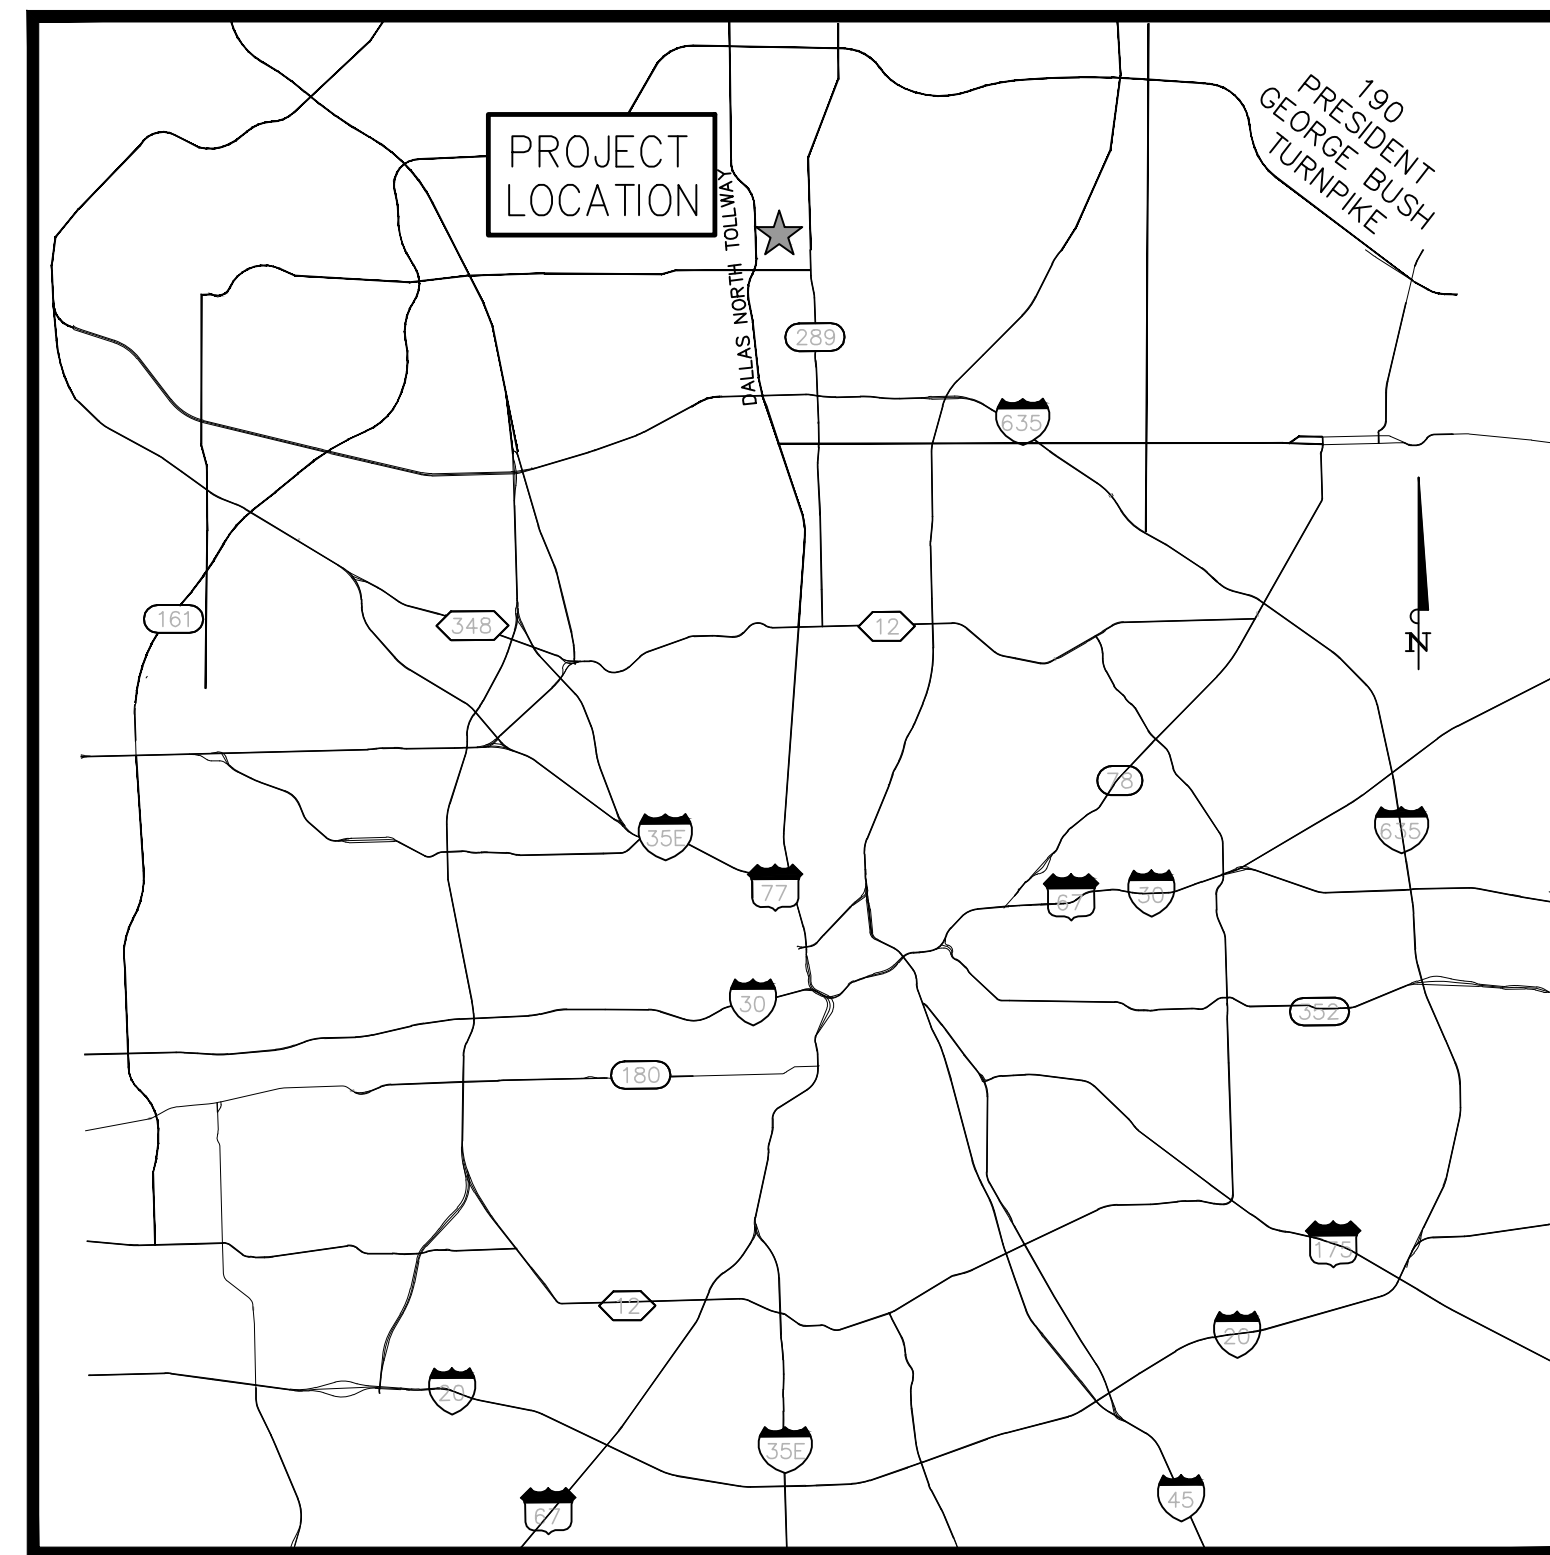 190
PRESIDENT
GEORGE BUSH
TURNPIKE
PROJECT
LOCATION
DALLAS NORTH TOLLWAY
289
635
161
348
12
N
78
35E
635
77
67
30
30
352
180
175
12
20
20
35E
67
45